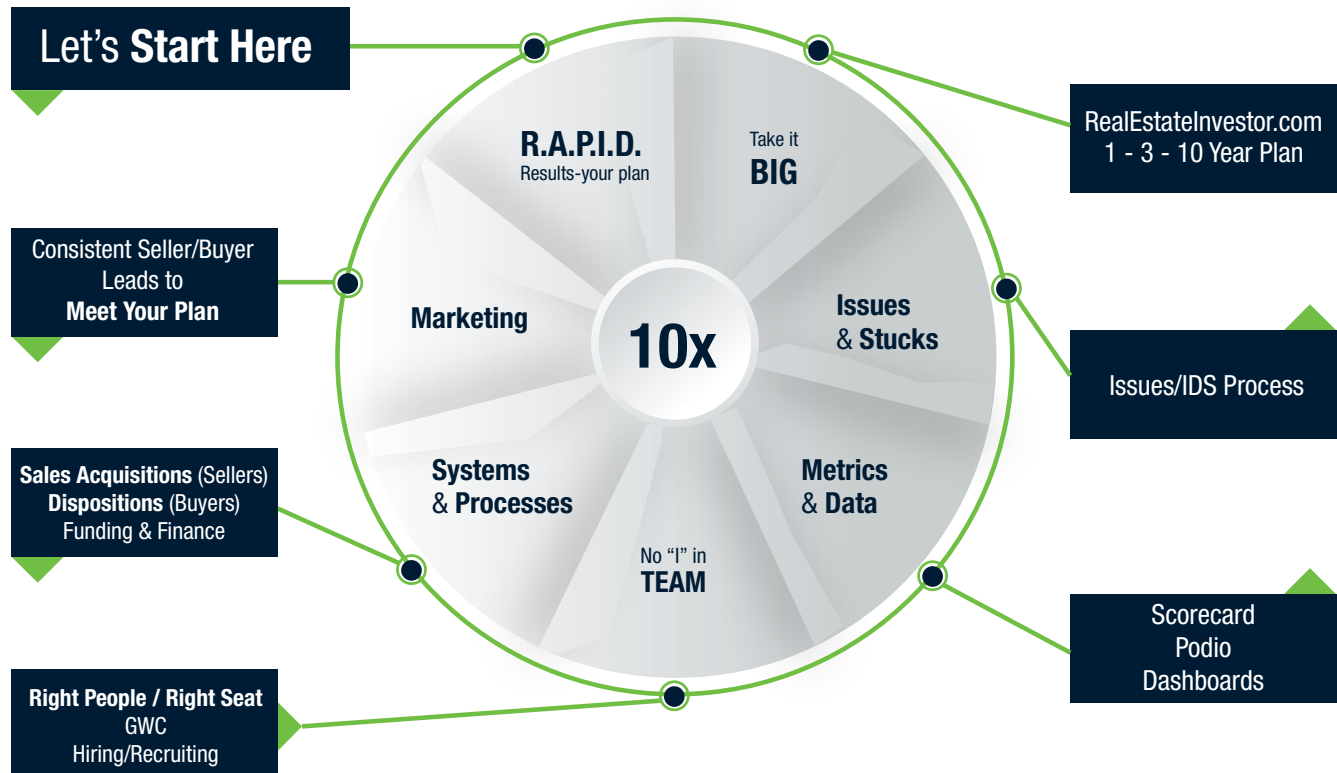 Let's Start Here
R.A.P.I.D.
Results-your plan
Take it
BIG
RealEstateInvestor.com
1 - 3 - 10 Year Plan
Consistent Seller/Buyer
Leads to
Meet Your Plan
Marketing
10x
Issues
& Stucks
Issues/IDS Process
Sales Acquisitions (Sellers)
Dispositions (Buyers)
Funding & Finance
Systems
& Processes
Metrics
& Data
No “I” in
TEAM
Scorecard
Podio
Dashboards
Right People / Right Seat
GWC
Hiring/Recruiting